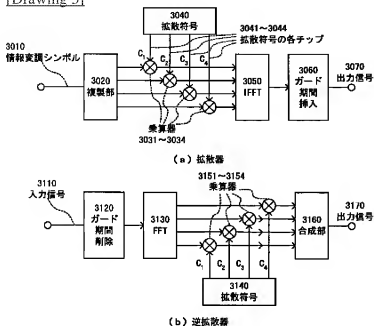 [Drawing 3]
3040
拡散符号
3041～3044
拡散符号の各チップ
C₁
C₂
C₃
C₄
3010
情報変調シンボル
3020
複製部
乗算器
3031～3034
3050
IFFT
3060
ガード
期間
挿入
3070
出力信号
(a) 拡散器
3110
入力信号
3120
ガード
期間
削除
3130
FFT
3151～3154
乗算器
C₁
C₂
C₃
C₄
3140
拡散符号
3160
合成部
3170
出力信号
(b) 逆拡散器